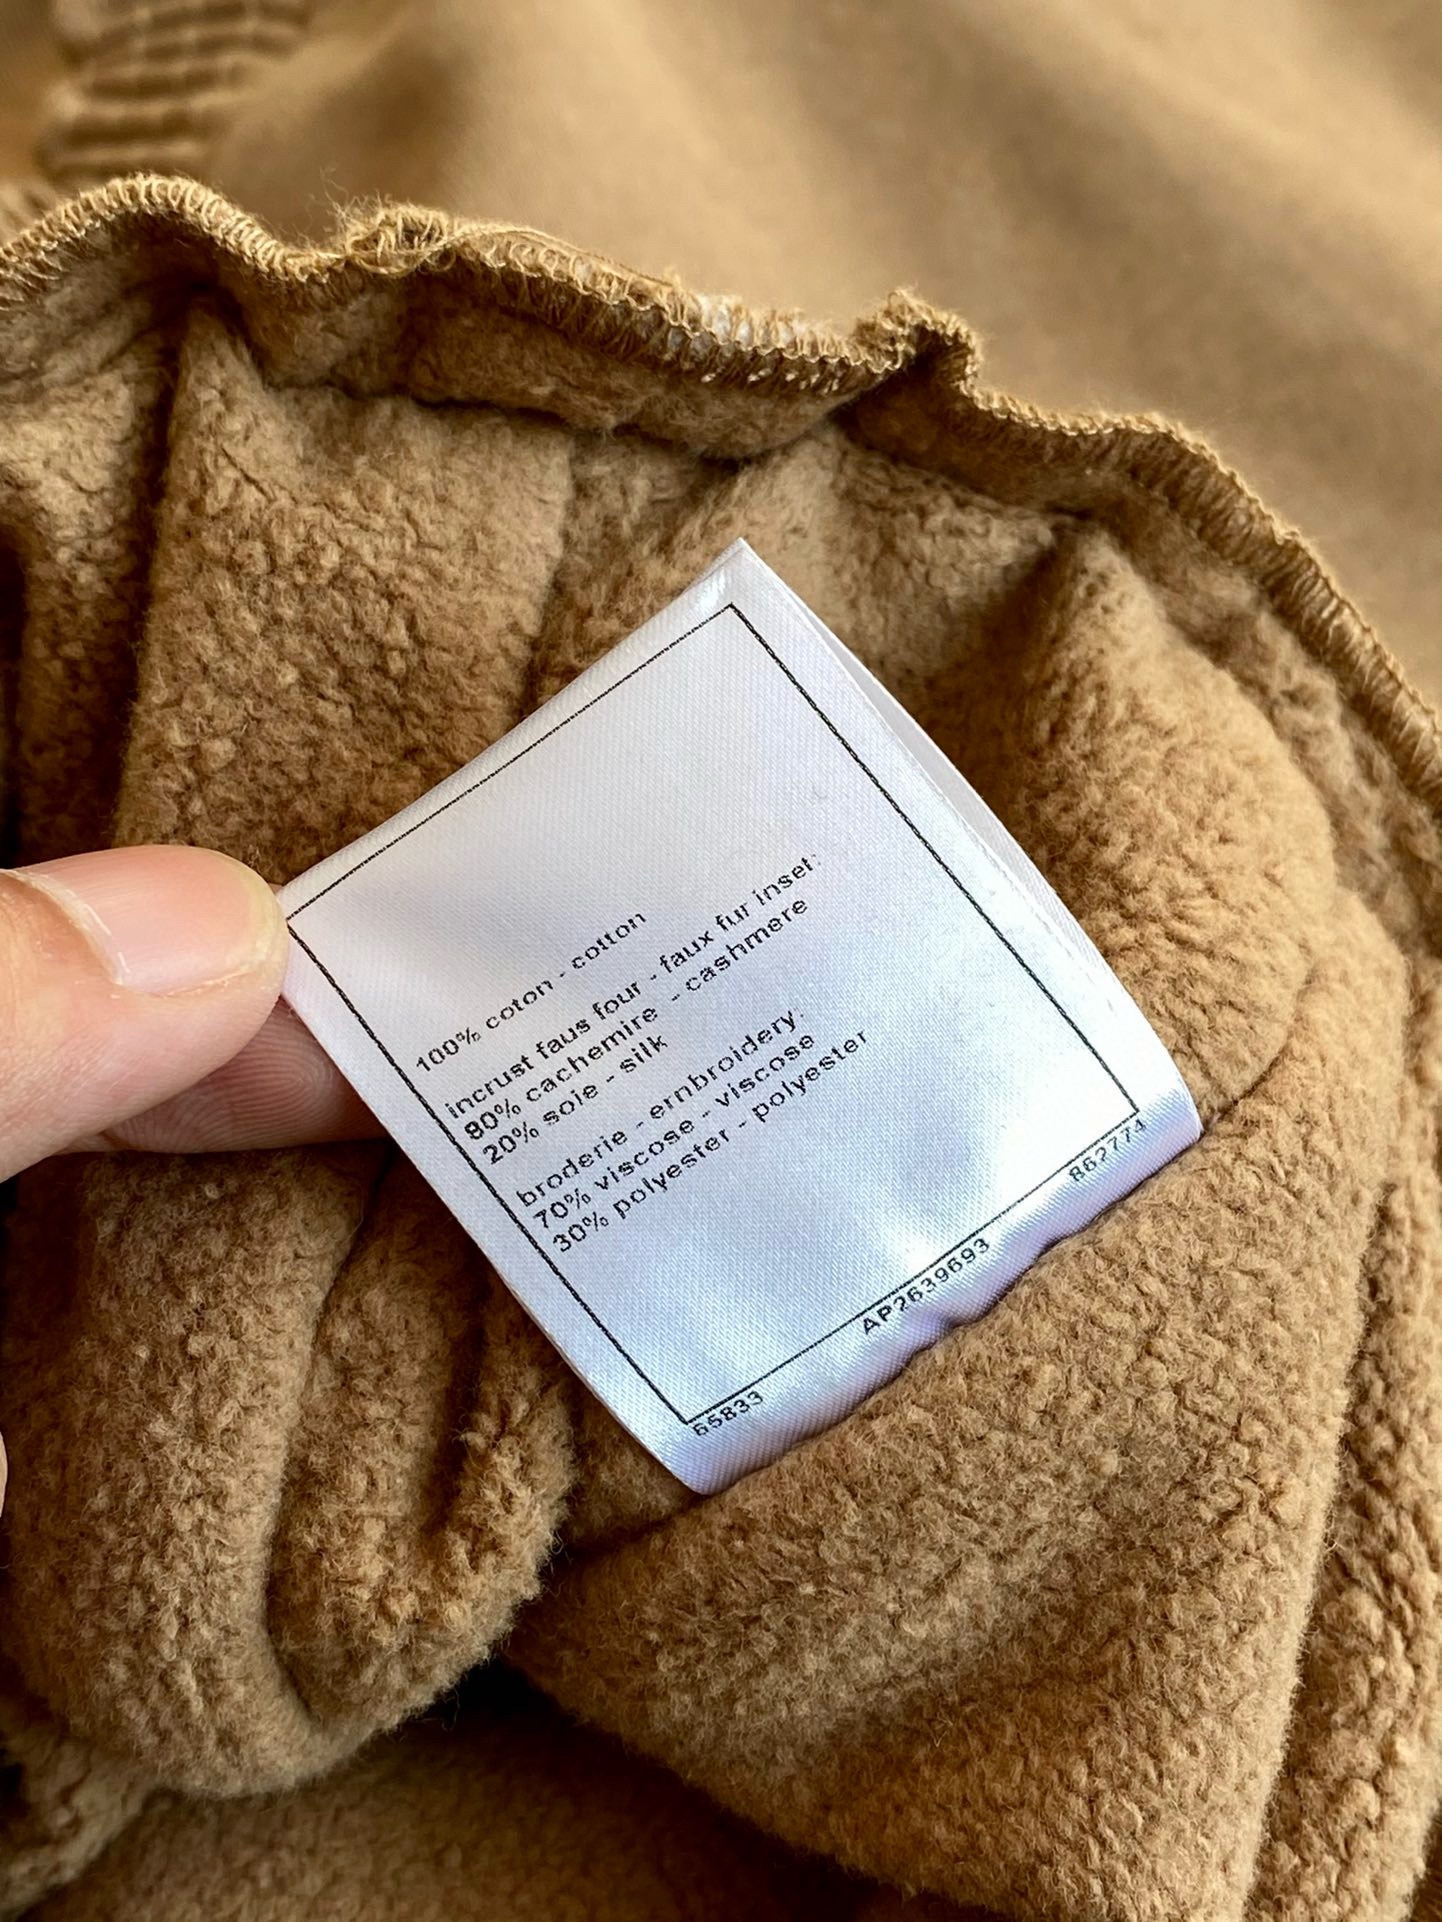 100% coton - cotton
incrust faus four - faux fur inset:
80% cachemire - cashmere
20% soie - silk
broderie - ernbroidery:
70% viscose - viscose
30% polyester - polyester
65833 AP2639693 862774